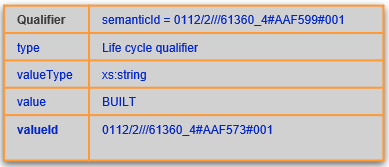 Qualifier semanticId = 0112/2///61360_4#AAF599#001
type Life cycle qualifier
valueType xs:string
value BUILT
valueId 0112/2///61360_4#AAF573#001